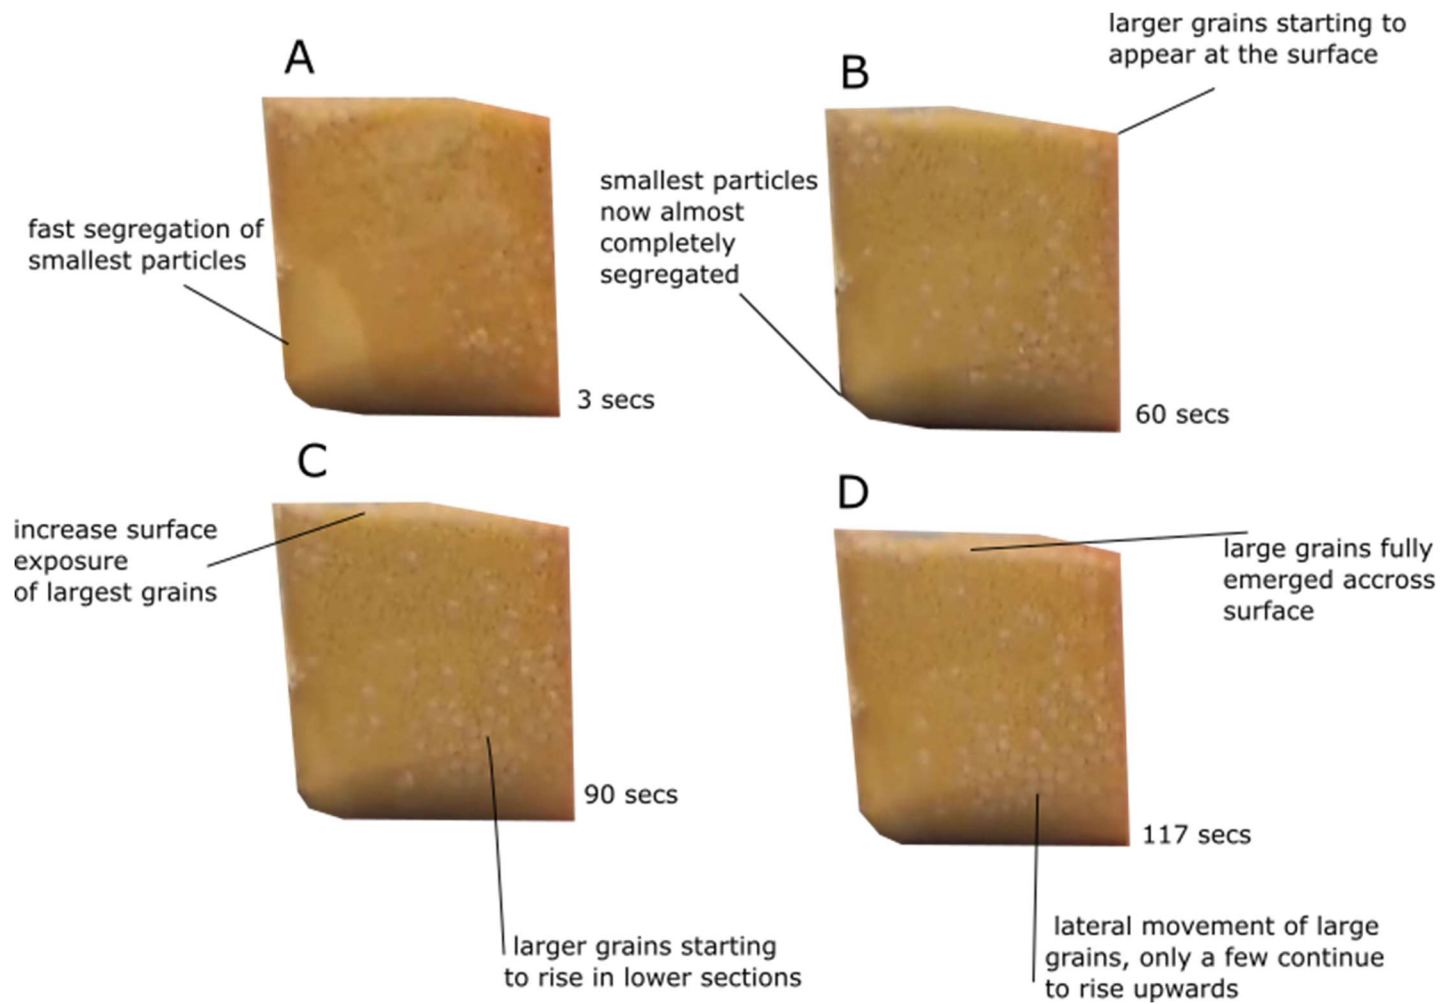 A
fast segregation of
smallest particles
3 secs
B
larger grains starting to
appear at the surface
smallest particles
now almost
completely
segregated
60 secs
C
increase surface
exposure
of largest grains
90 secs
larger grains starting
to rise in lower sections
D
large grains fully
emerged accross
surface
117 secs
lateral movement of large
grains, only a few continue
to rise upwards